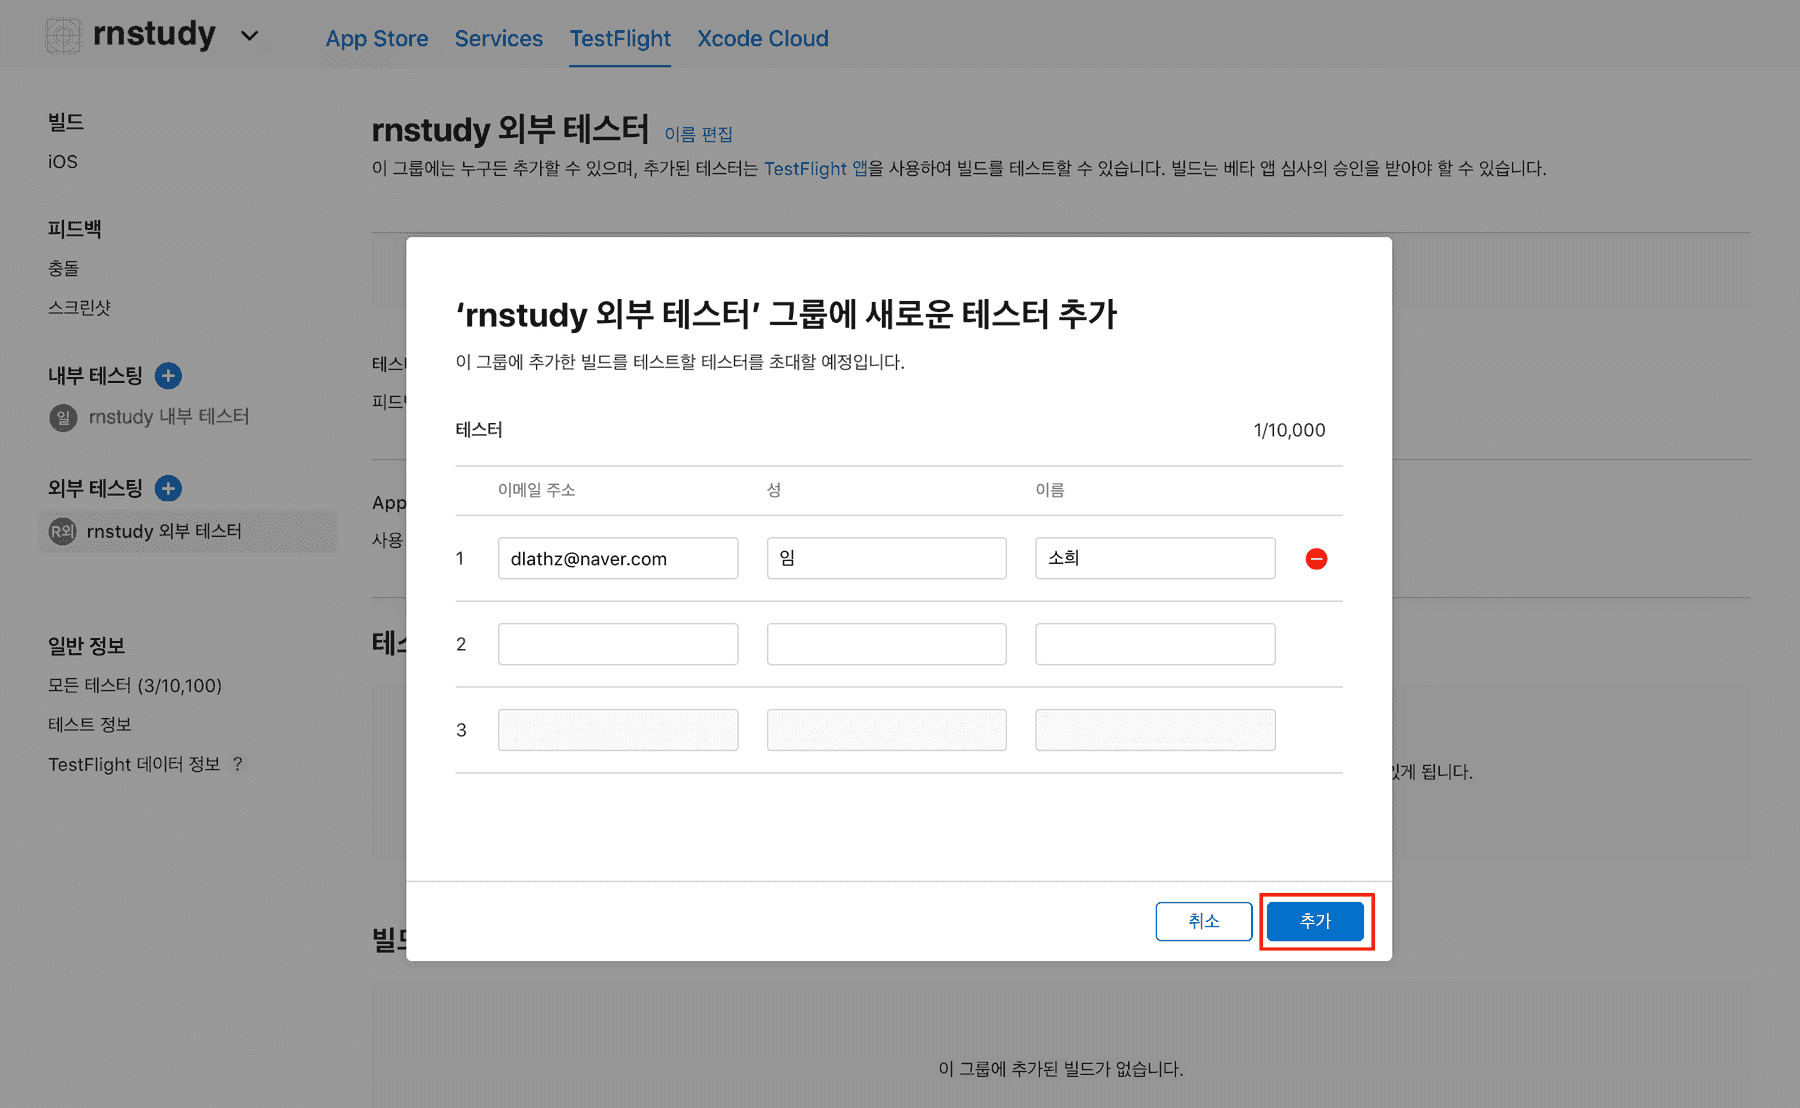 rnstudy
App Store Services TestFlight Xcode Cloud
빌드
iOS
피드백
충돌
스크린샷
내부 테스팅
일 rnstudy 내부 테스터
외부 테스팅
R외 rnstudy 외부 테스터
일반 정보
모든 테스터 (3/10,100)
테스트 정보
TestFlight 데이터 정보 ?
rnstudy 외부 테스터 이름 편집
이 그룹에는 누구든 추가할 수 있으며, 추가된 테스터는 TestFlight 앱을 사용하여 빌드를 테스트할 수 있습니다. 빌드는 베타 앱 심사의 승인을 받아야 할 수 있습니다.
App
사용
‘rnstudy 외부 테스터’ 그룹에 새로운 테스터 추가
이 그룹에 추가한 빌드를 테스트할 테스터를 초대할 예정입니다.
테스터 1/10,000
이메일 주소 성 이름
1 dlathz@naver.com 임 소희
2
3
취소 추가
있게 됩니다.
이 그룹에 추가된 빌드가 없습니다.